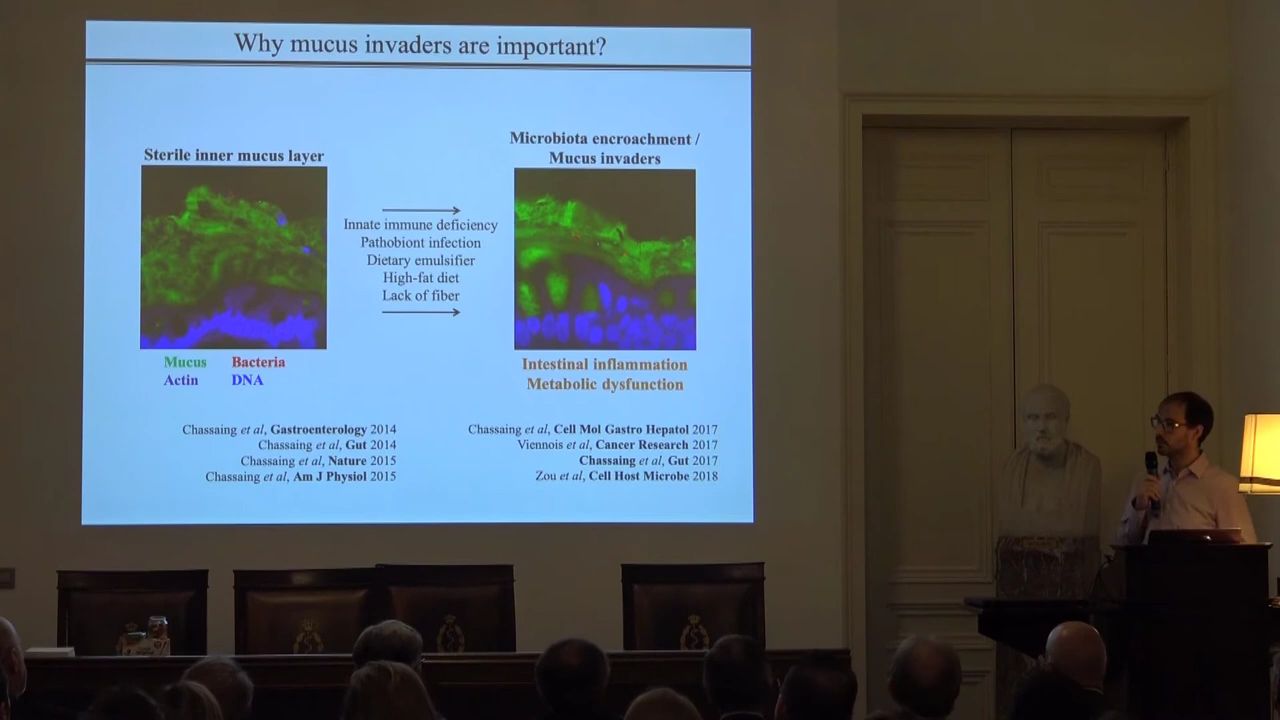 Why mucus invaders are important?
Sterile inner mucus layer
Innate immune deficiency
Pathobiont infection
Dietary emulsifier
High-fat diet
Lack of fiber
Microbiota encroachment /
Mucus invaders
Mucus Bacteria
Actin DNA
Intestinal inflammation
Metabolic dysfunction
Chassaing et al, Gastroenterology 2014
Chassaing et al, Gut 2014
Chassaing et al, Nature 2015
Chassaing et al, Am J Physiol 2015
Chassaing et al, Cell Mol Gastro Hepatol 2017
Viennois et al, Cancer Research 2017
Chassaing et al, Gut 2017
Zou et al, Cell Host Microbe 2018